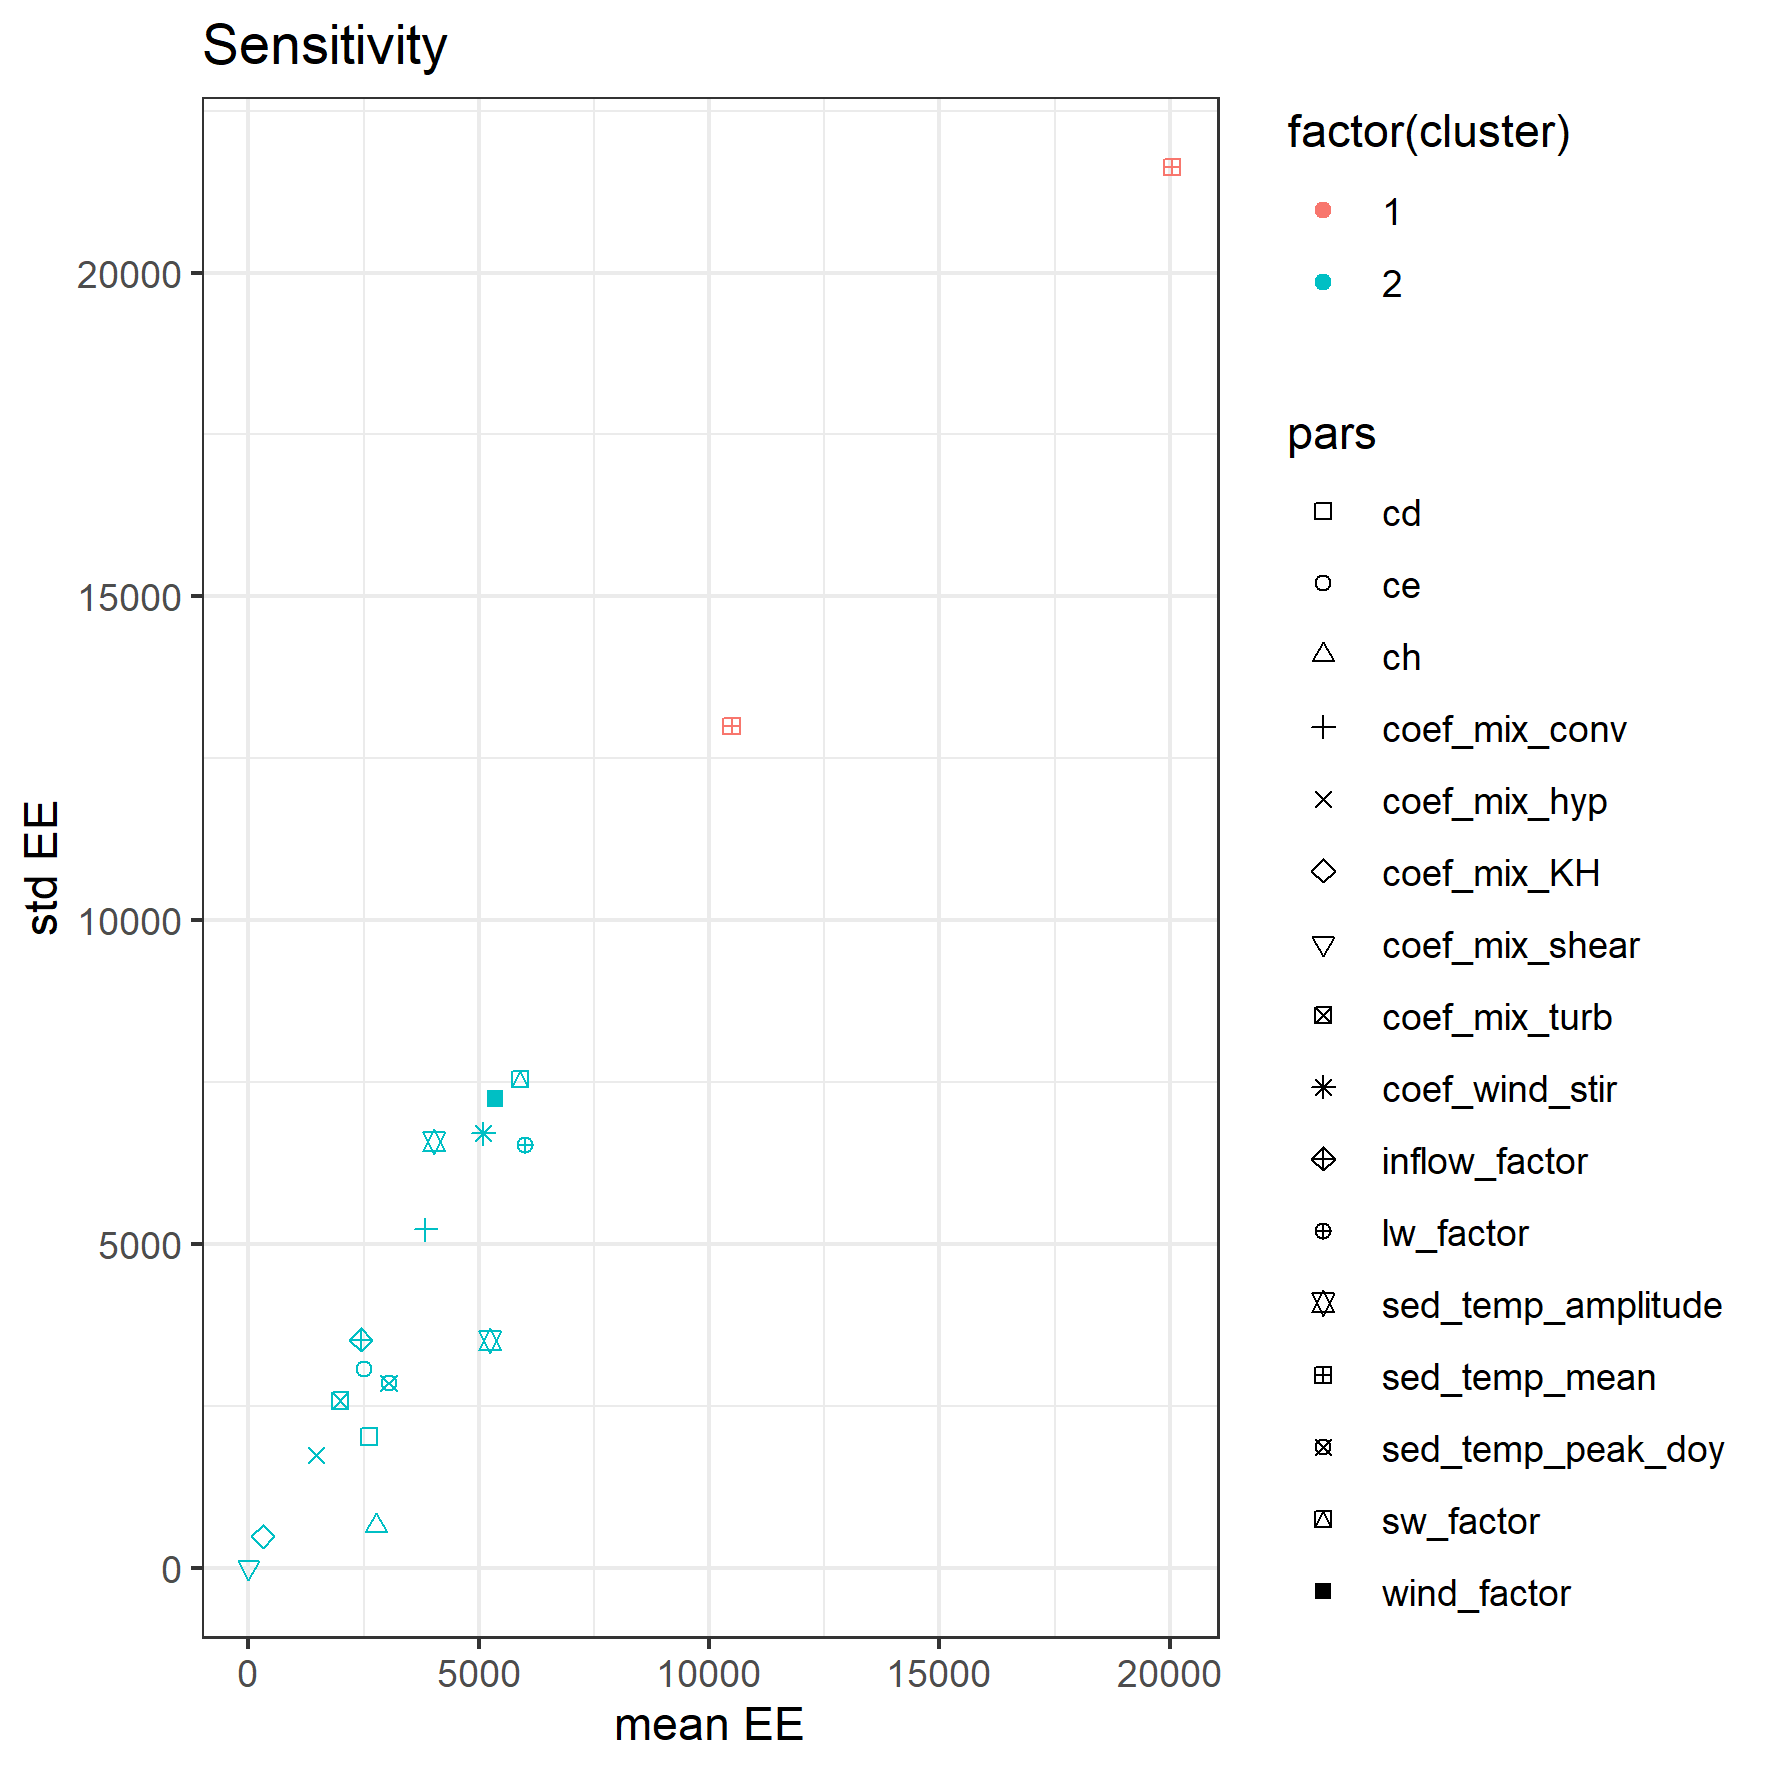 Sensitivity
std EE
20000
15000
10000
5000
0
0 5000 10000 15000 20000
mean EE
factor(cluster)
1
2
pars
cd
ce
ch
coef_mix_conv
coef_mix_hyp
coef_mix_KH
coef_mix_shear
coef_mix_turb
coef_wind_stir
inflow_factor
lw_factor
sed_temp_amplitude
sed_temp_mean
sed_temp_peak_doy
sw_factor
wind_factor